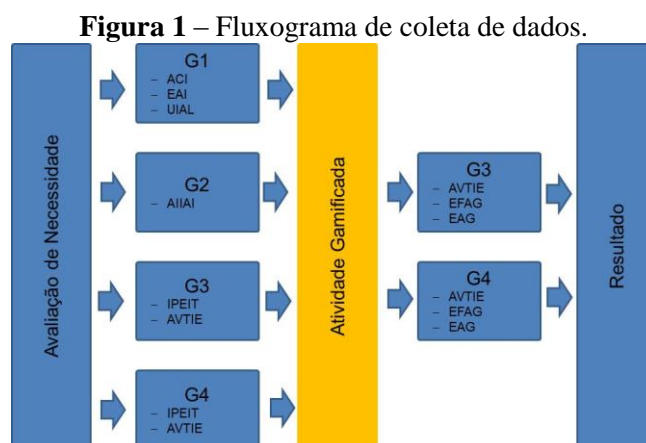 Figura 1 – Fluxograma de coleta de dados.
Avaliação de Necessidade
G1
– ACI
– EAI
– UIAL
G2
– AIIAI
G3
– IPEIT
– AVTIE
G4
– IPEIT
– AVTIE
Atividade Gamificada
G3
– AVTIE
– EFAG
– EAG
G4
– AVTIE
– EFAG
– EAG
Resultado